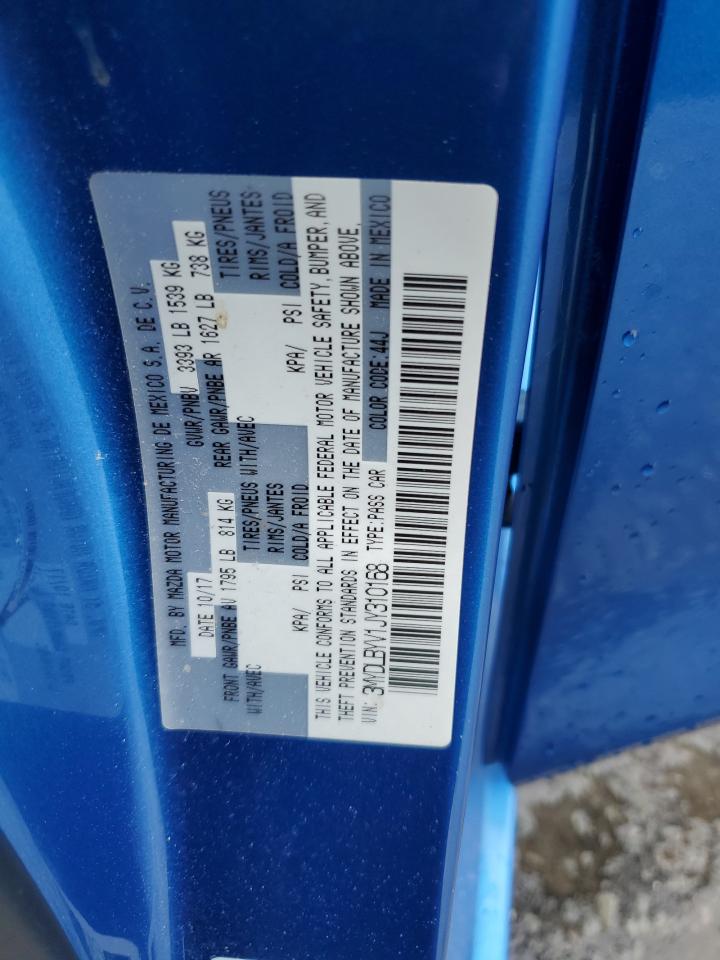 MFD. BY MAZDA MOTOR MANUFACTURING DE MEXICO S.A. DE C.V.
DATE 10/17 GVWR/PNBV 3393 LB 1539 KG
FRONT GAWR/PNBE AV 1795 LB 814 KG REAR GAWR/PNBE AR 1627 LB 738 KG
WITH/AVEC TIRES/PNEUS WITH/AVEC TIRES/PNEUS
RIMS/JANTES RIMS/JANTES
KPA/ PSI COLD/A FROID KPA/ PSI COLD/A FROID
THIS VEHICLE CONFORMS TO ALL APPLICABLE FEDERAL MOTOR VEHICLE SAFETY, BUMPER, AND
THEFT PREVENTION STANDARDS IN EFFECT ON THE DATE OF MANUFACTURE SHOWN ABOVE.
VIN: 3MYDLBYV1JY310168 TYPE:PASS CAR COLOR CODE:44J MADE IN MEXICO